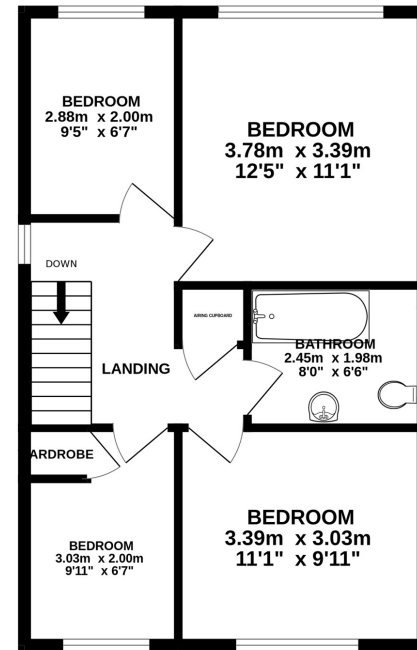 BEDROOM
2.88m x 2.00m
9'5" x 6'7"
BEDROOM
3.78m x 3.39m
12'5" x 11'1"
DOWN
AIRING CUPBOARD
BATHROOM
2.45m x 1.98m
8'0" x 6'6"
LANDING
ARDROBE
BEDROOM
3.03m x 2.00m
9'11" x 6'7"
BEDROOM
3.39m x 3.03m
11'1" x 9'11"